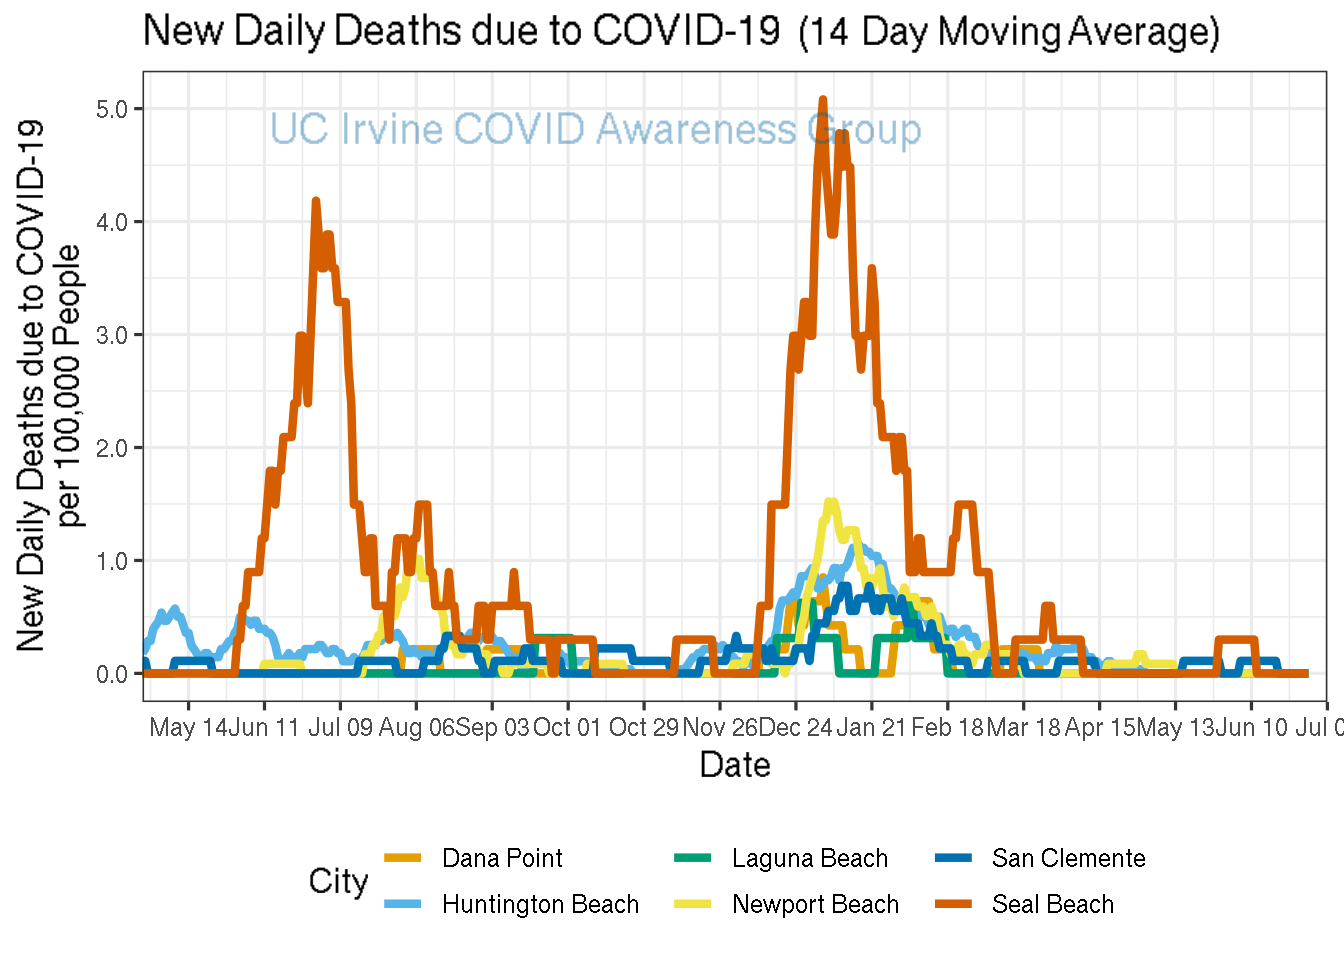 New Daily Deaths due to COVID-19 (14 Day Moving Average)
UC Irvine COVID Awareness Group
New Daily Deaths due to COVID-19
per 100,000 People
5.0
4.0
3.0
2.0
1.0
0.0
May 14 Jun 11 Jul 09 Aug 06 Sep 03 Oct 01 Oct 29 Nov 26 Dec 24 Jan 21 Feb 18 Mar 18 Apr 15 May 13 Jun 10 Jul 0
Date
City
Dana Point Laguna Beach San Clemente
Huntington Beach Newport Beach Seal Beach